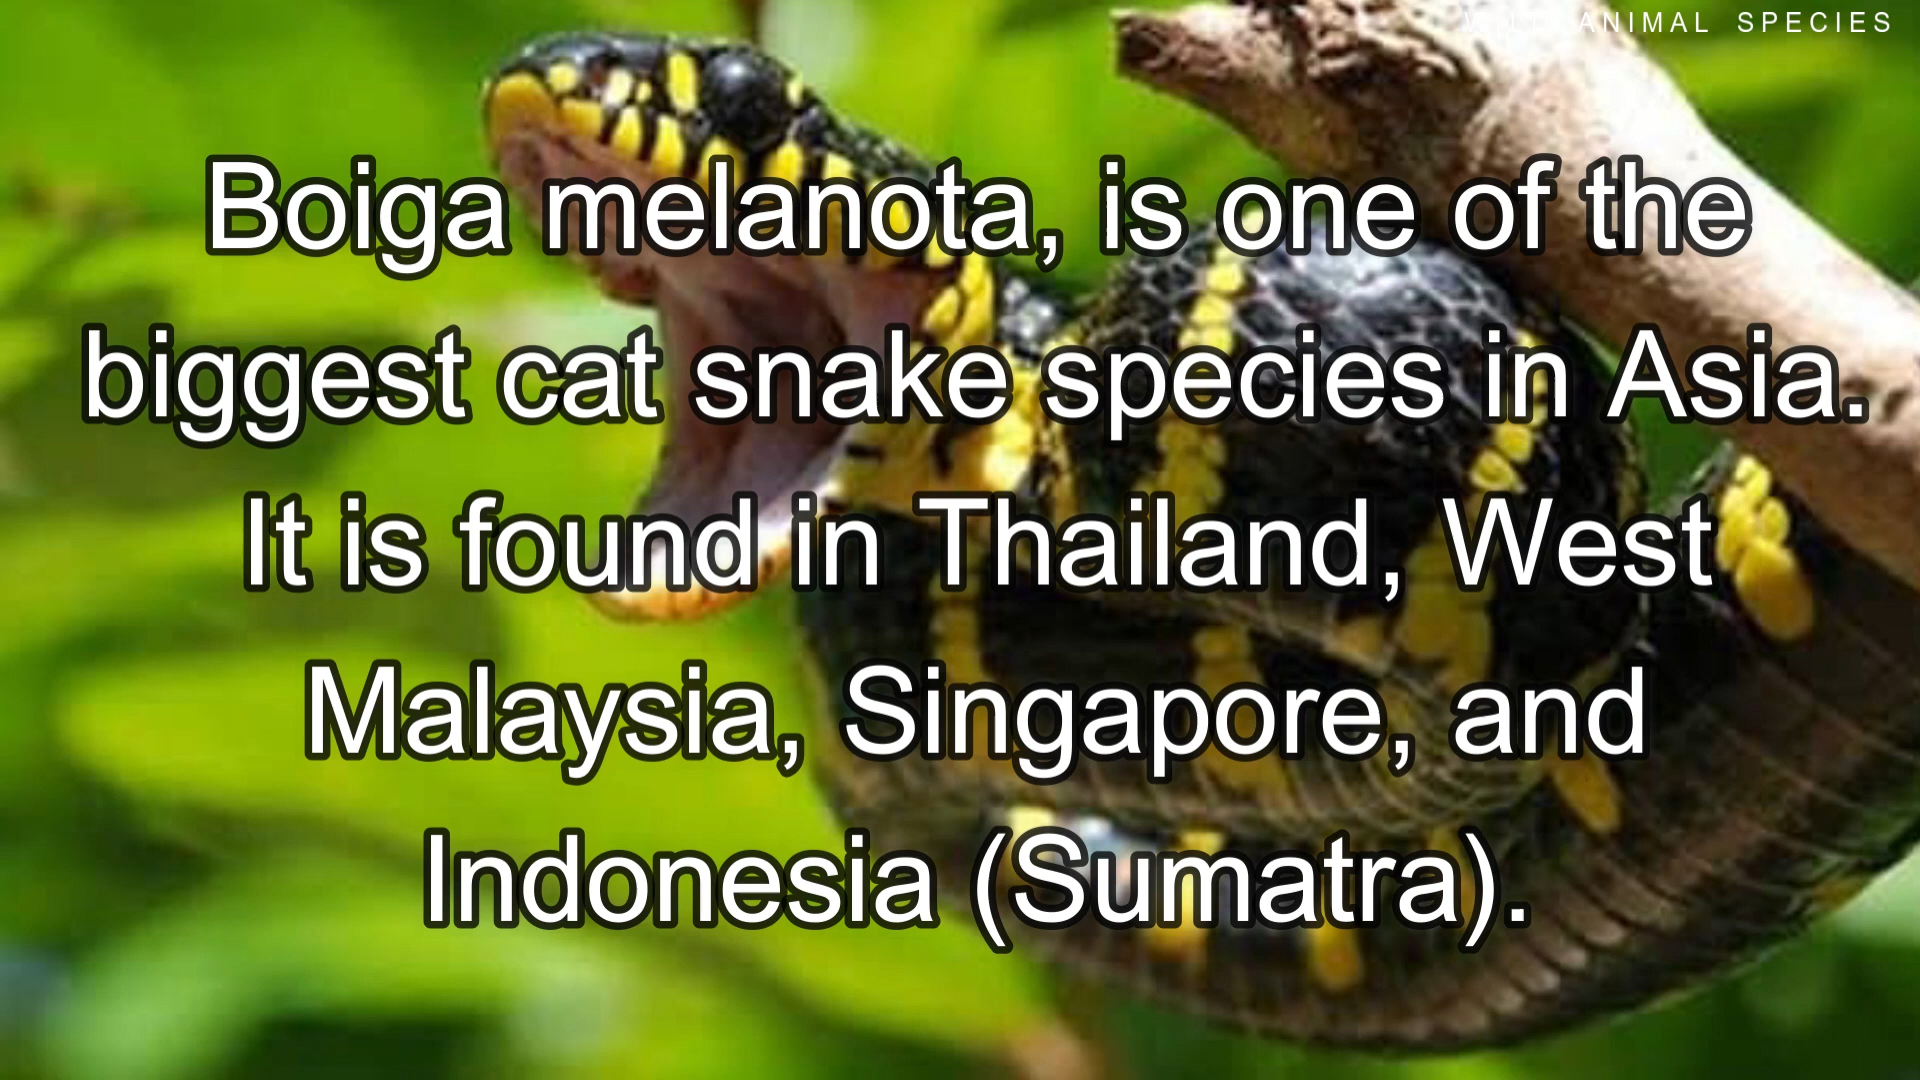 WILD ANIMAL SPECIES
Boiga melanota, is one of the
biggest cat snake species in Asia.
It is found in Thailand, West
Malaysia, Singapore, and
Indonesia (Sumatra).